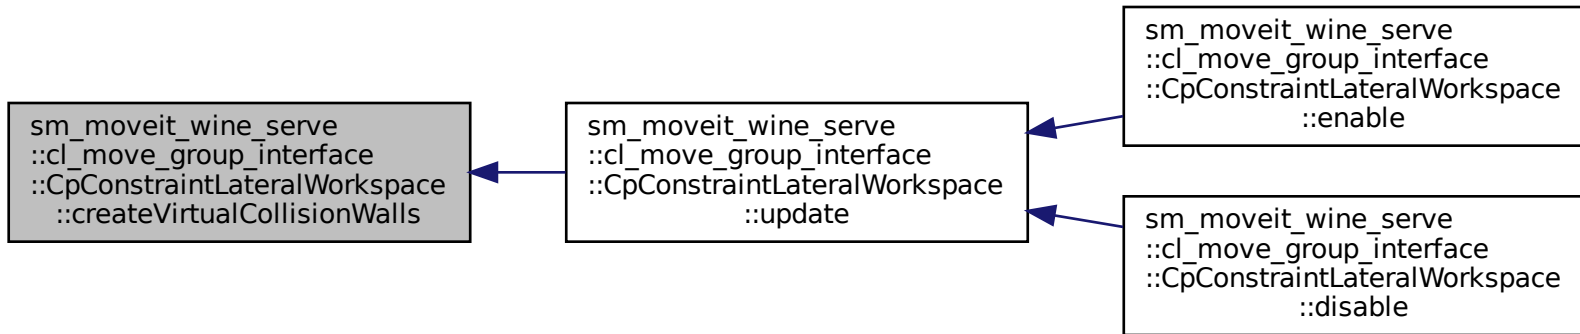 sm_moveit_wine_serve
::cl_move_group_interface
::CpConstraintLateralWorkspace
::createVirtualCollisionWalls
sm_moveit_wine_serve
::cl_move_group_interface
::CpConstraintLateralWorkspace
::update
sm_moveit_wine_serve
::cl_move_group_interface
::CpConstraintLateralWorkspace
::enable
sm_moveit_wine_serve
::cl_move_group_interface
::CpConstraintLateralWorkspace
::disable